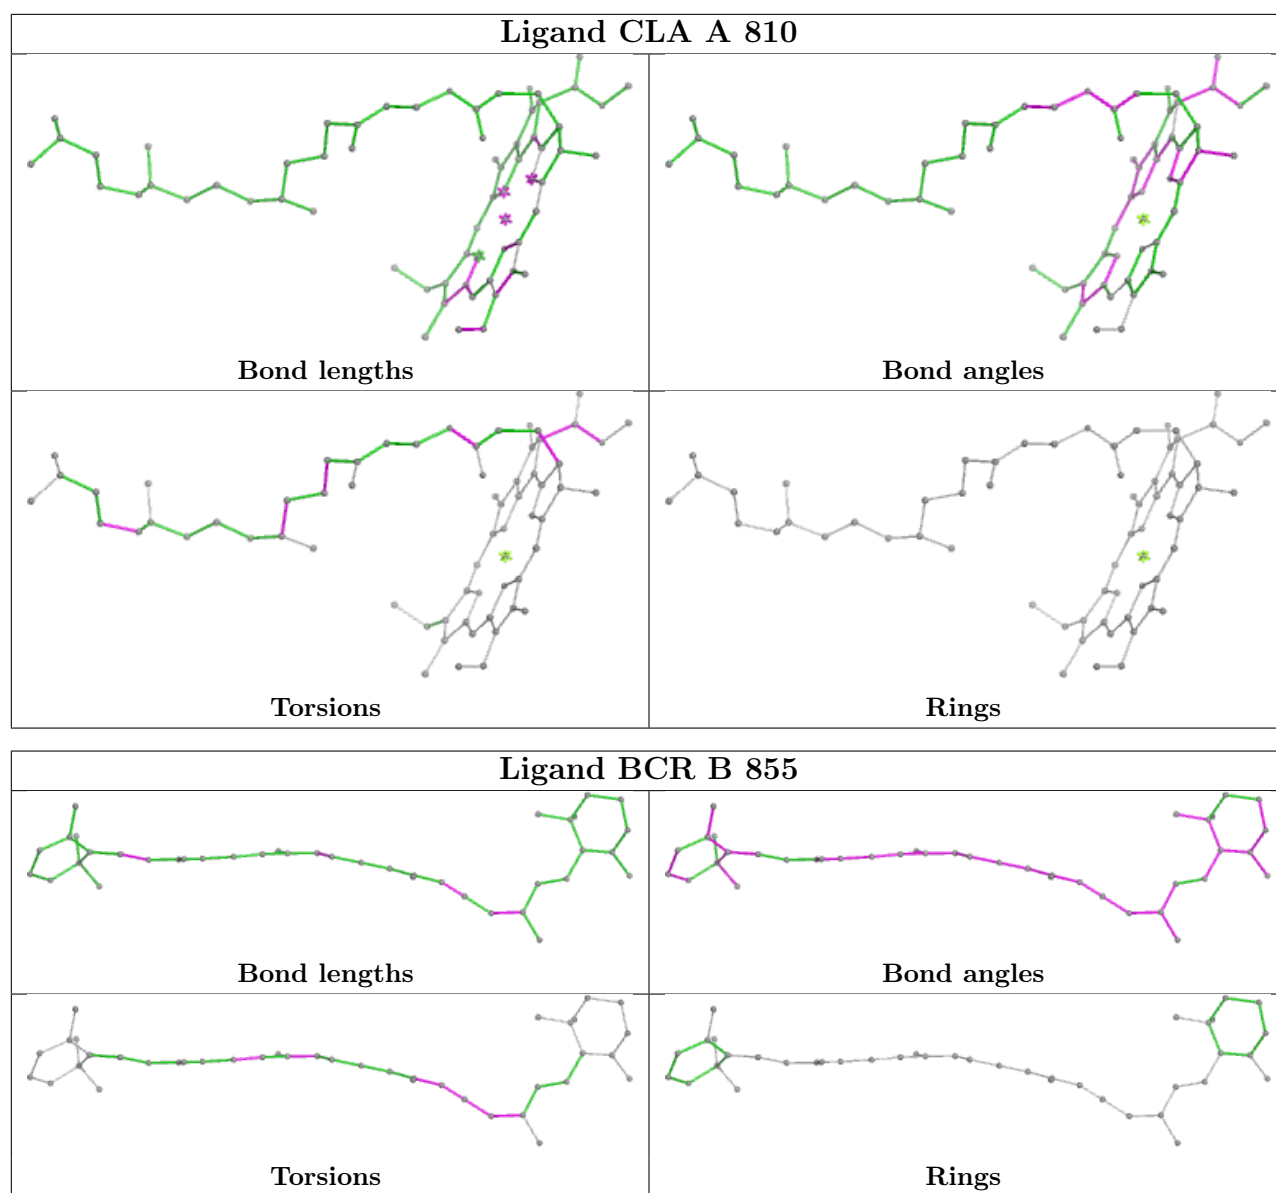 Ligand CLA A 810
Bond lengths
Bond angles
Torsions
Rings
Ligand BCR B 855
Bond lengths
Bond angles
Torsions
Rings